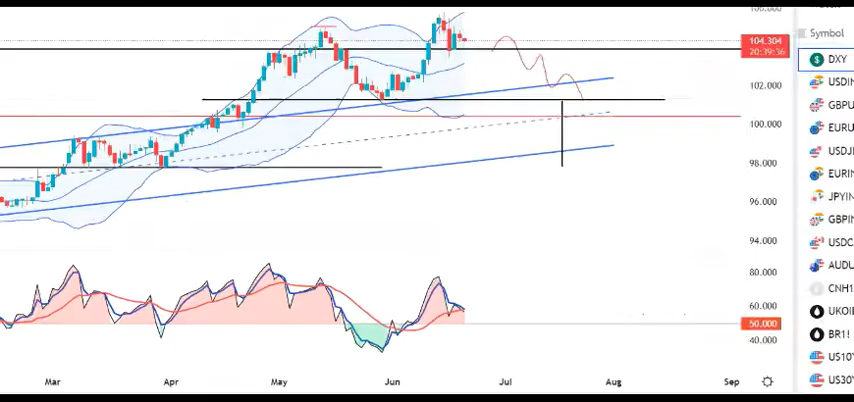 106.000
Symbol
104.304
20:39:36
DXY
USDIN
102.000
GBPU
100.000
EURU
USDJ
98.000
EURIN
96.000
JPYIN
GBPIN
94.000
USDC
AUDU
80.000
CNH1
60.000
UKOI
50.000
BR1!
40.000
US10
US30
Mar
Apr
May
Jun
Jul
Aug
Sep